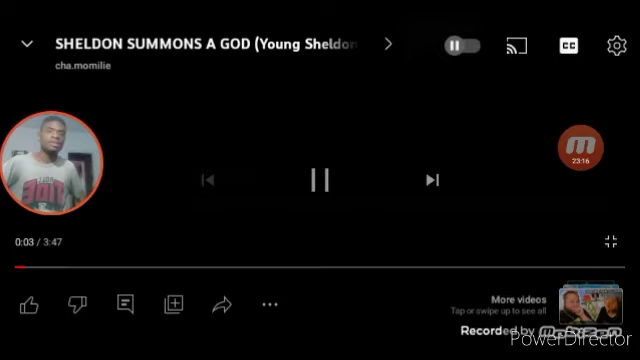 SHELDON SUMMONS A GOD (Young Sheldon
cha.momilie
CC
23:16
0:03 / 3:47
More videos
Tap or swipe up to see all
Recorded by
PowerDirector